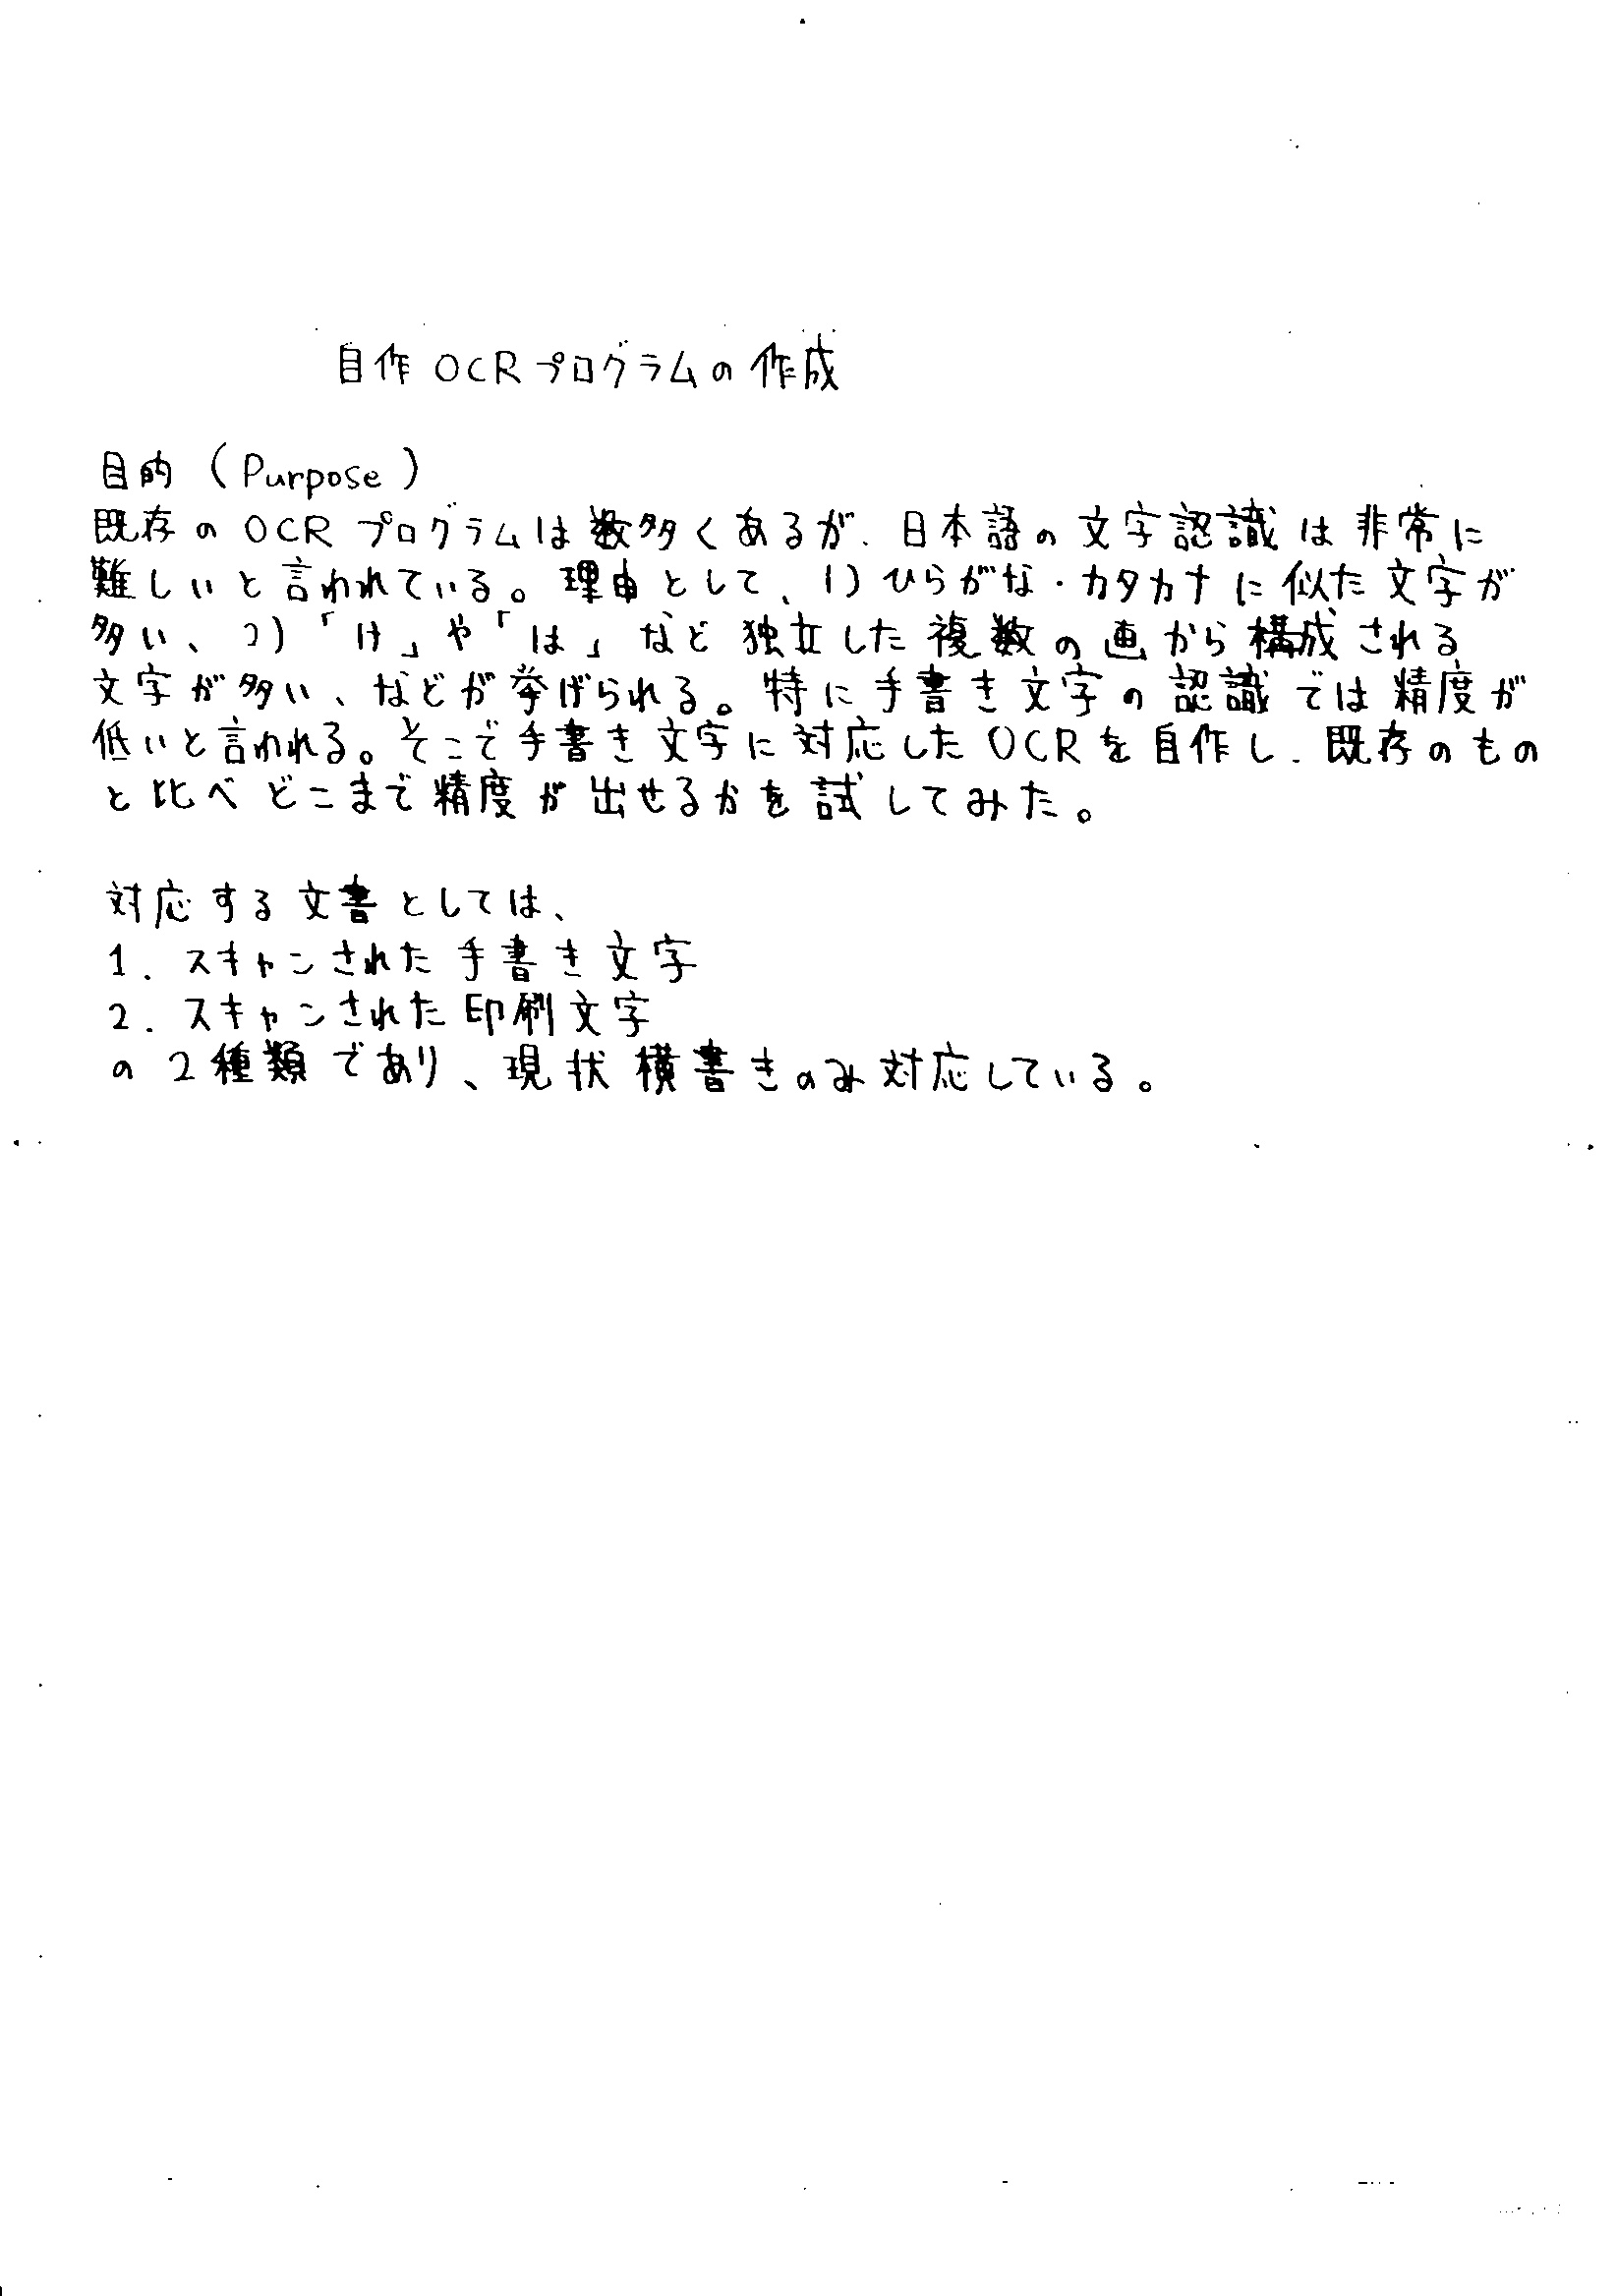 自作OCRプログラムの作成
目的(Purpose)
既存のOCRプログラムは数多くあるが、日本語の文字認識は非常に
難しいと言われている。理由として、1)ひらがな・カタカナに似た文字が
多い、2)「け」や「は」など独立した複数の画から構成される
文字が多い、などが挙げられる。特に手書き文字の認識では精度が
低いと言われる。そこで手書き文字に対応したOCRを自作し、既存のもの
と比べどこまで精度が出せるかを試してみた。
対応する文書としては、
1. スキャンされた手書き文字
2. スキャンされた印刷文字
の2種類であり、現状横書きのみ対応している。